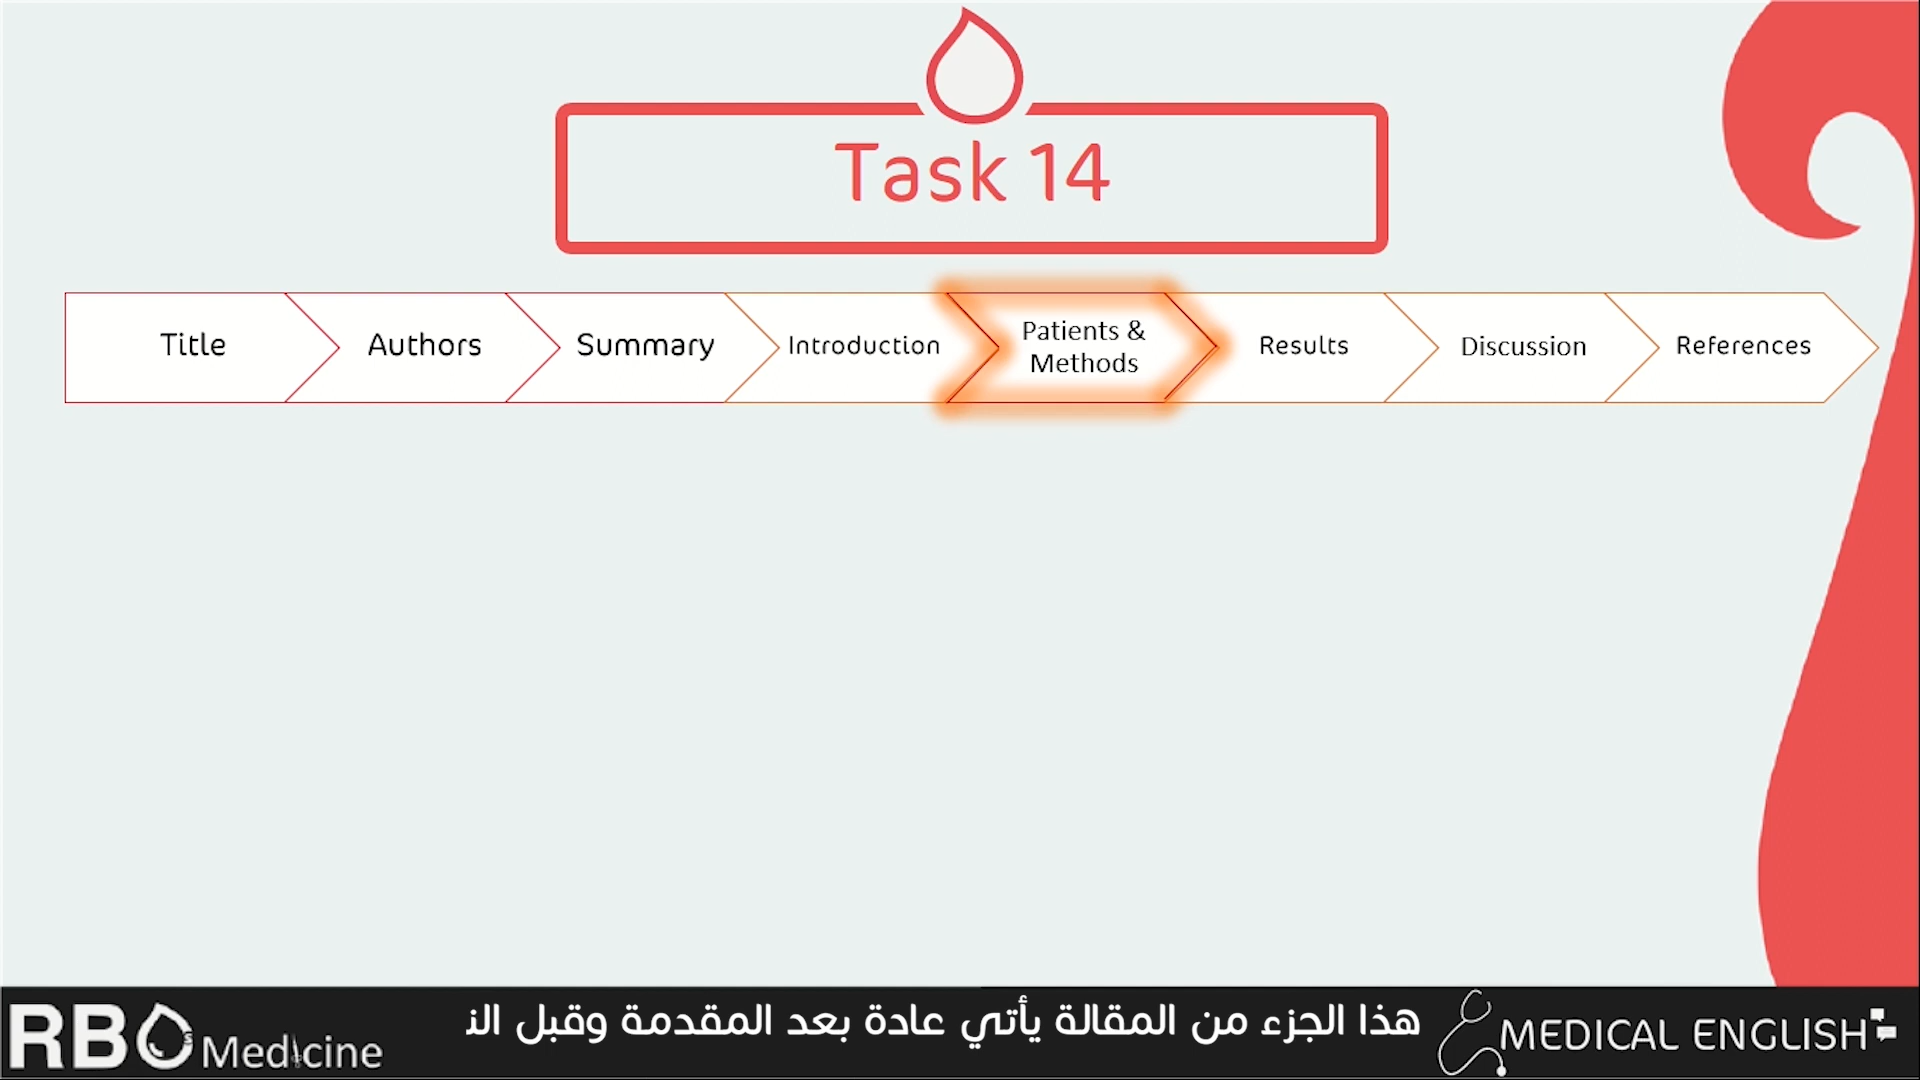 Task 14
Title
Authors
Summary
Introduction
Patients &
Methods
Results
Discussion
References
هذا الجزء من المقالة يأتي عادة بعد المقدمة وقبل
RBCs Medicine
MEDICAL ENGLISH